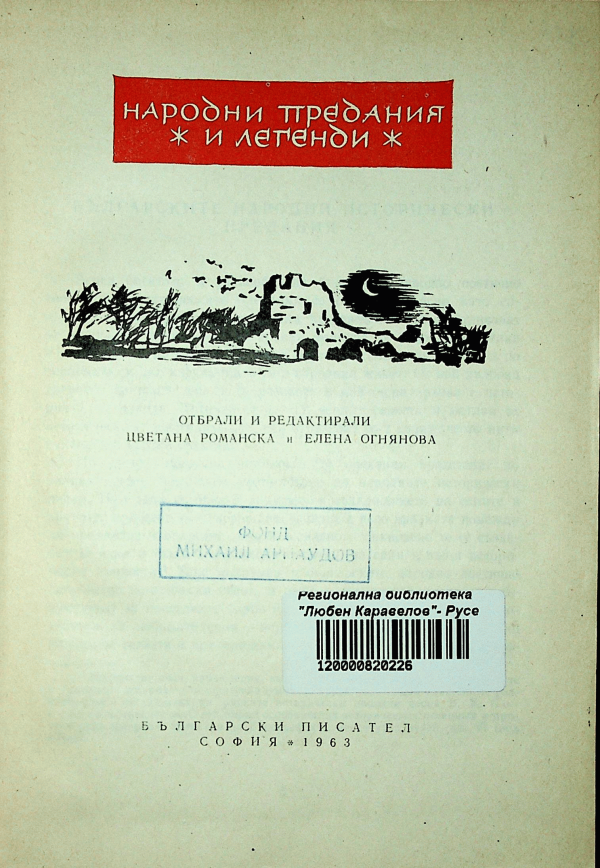 НАРОДНИ ПРЕДАНИЯ
* И ЛЕГЕНДИ *
ОТБРАЛИ И РЕДАКТИРАЛИ
ЦВЕТАНА РОМАНСКА и ЕЛЕНА ОГНЯНОВА
ФОНД
МИХАИЛ АРНАУДОВ
Регионална библиотека
"Любен Каравелов"- Русе
120000820226
БЪЛГАРСКИ ПИСАТЕЛ
СОФИЯ * 1963